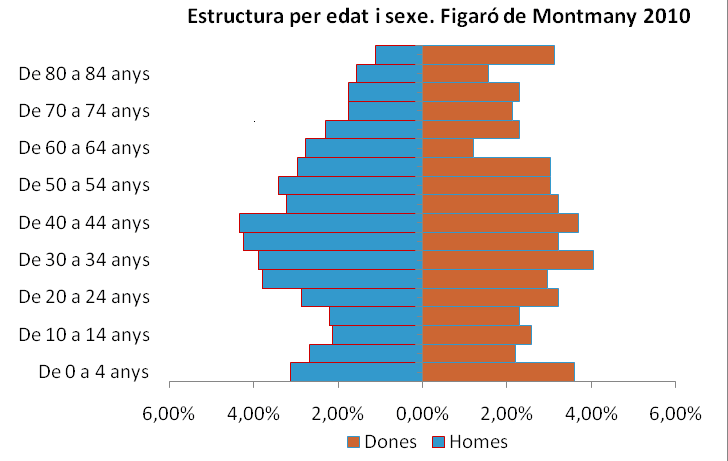 Estructura per edat i sexe. Figaró de Montmany 2010
De 80 a 84 anys
De 70 a 74 anys
De 60 a 64 anys
De 50 a 54 anys
De 40 a 44 anys
De 30 a 34 anys
De 20 a 24 anys
De 10 a 14 anys
De 0 a 4 anys
6,00% 4,00% 2,00% 0,00% 2,00% 4,00% 6,00%
Dones Homes